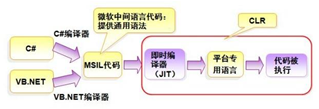 微软中间语言代码：
提供通用语法
CLR
C#编译器
C#
MSIL代码
即时编
译器
（JIT）
平台专
用语言
代码被
执行
VB.NET
VB.NET编译器